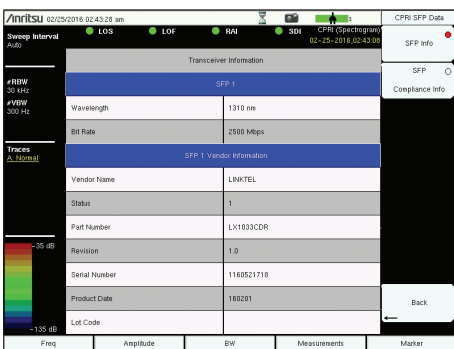 Anritsu 02/25/2016 02:43:28 am
CPRI SFP Data
Sweep Interval
Auto
LOS
LOF
RAI
SDI
CPRI (Spectrogram)
02-25-2016,02:43:08
SFP Info
SFP
Compliance Info
#RBW
30 kHz
#VBW
300 Hz
Traces
A: Normal
-35 dB
-135 dB
Transceiver Information
SFP 1
Wavelength 1310 nm
Bit Rate 2500 Mbps
SFP 1 Vendor Information
Vendor Name LINKTEL
Status 1
Part Number LX1033CDR
Revision 1.0
Serial Number 1160521718
Product Date 160201
Lot Code
Back
Freq Amplitude BW Measurements Marker